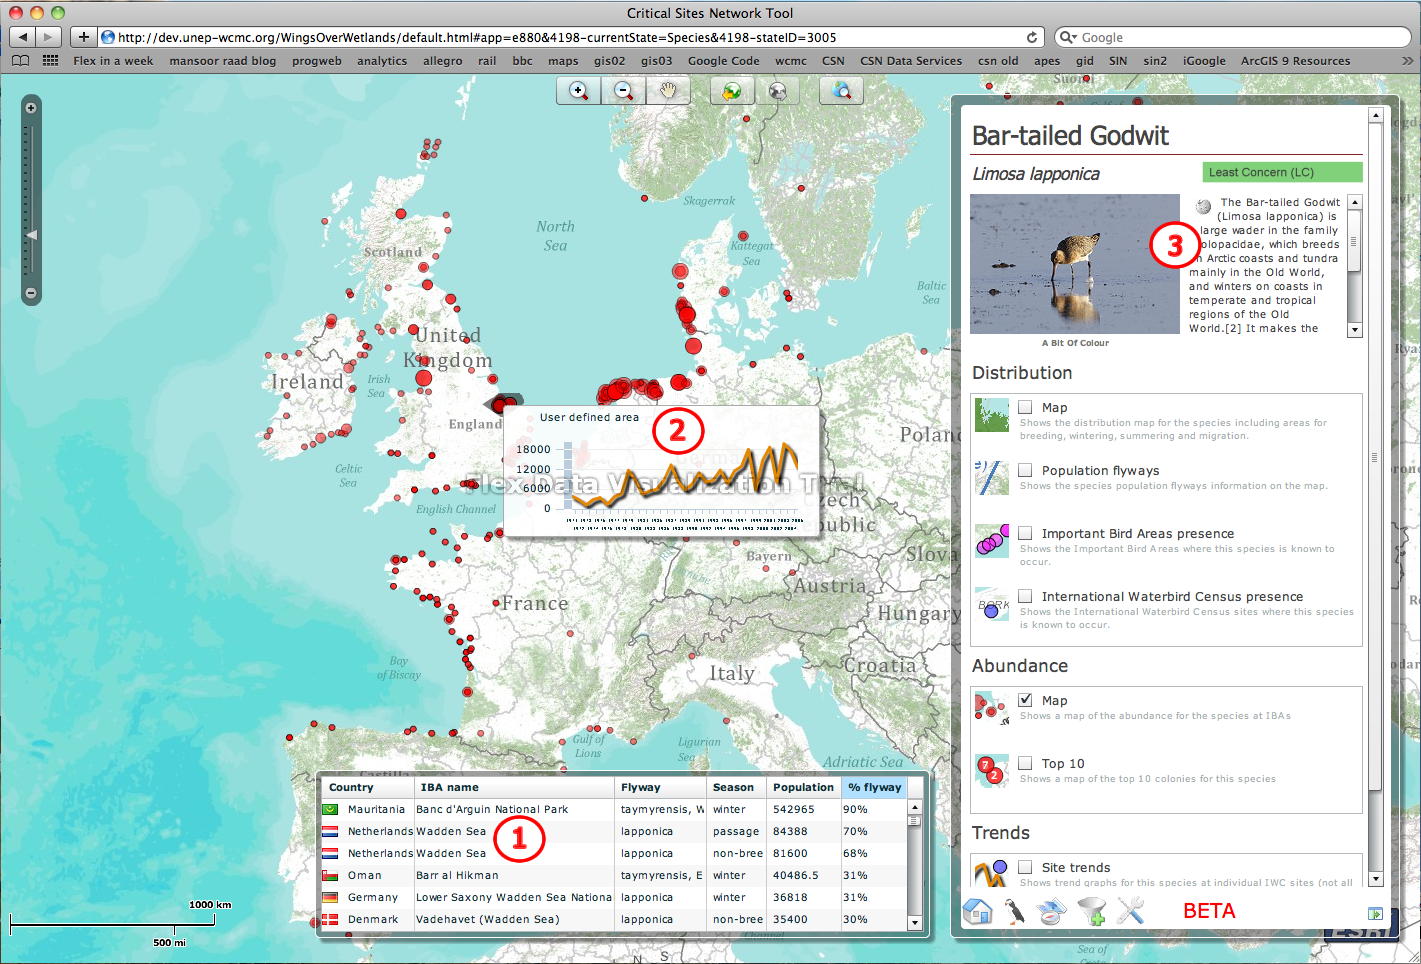 Critical Sites Network Tool
http://dev.unep-wcmc.org/WingsOverWetlands/default.html#app=e880&4198-currentState=Species&4198-stateID=3005
Google
Flex in a week mansoor raad blog progweb analytics allegro rail bbc maps gis02 gis03 Google Code wcmc CSN CSN Data Services csn old apes gid SIN sin2 iGoogle ArcGIS 9 Resources
Suomi
Skagerrak
North
Sea
Kattegat
Sea
Baltic
Sea
Scotland
United
Kingdom
Ireland
Irish
Sea
England
Celtic
Sea
English Channel
Poland
Bayern
Slova
Austria
France
Hungary
Bay
of Biscay
Italy
Croatia
Gulf of
Lions
Ligurian
Sea
Adriatic Sea
Castilla
User defined area
2
18000
12000
6000
0
Flex Data Visualization Tool
Country IBA name Flyway Season Population % flyway
Mauritania Banc d'Arguin National Park taymyrensis, W winter 542965 90%
Netherlands Wadden Sea lapponica passage 84388 70%
1
Netherlands Wadden Sea lapponica non-bree 81600 68%
Oman Barr al Hikman taymyrensis, E winter 40486.5 31%
Germany Lower Saxony Wadden Sea Nationa lapponica winter 36818 31%
Denmark Vadehavet (Wadden Sea) lapponica non-bree 35400 30%
1000 km
500 mi
Bar-tailed Godwit
Limosa lapponica
Least Concern (LC)
The Bar-tailed Godwit
(Limosa lapponica) is
large wader in the family
olopacidae, which breeds
n Arctic coasts and tundra
mainly in the Old World,
and winters on coasts in
temperate and tropical
regions of the Old
World.[2] It makes the
3
A Bit Of Colour
Distribution
Map
Shows the distribution map for the species including areas for
breeding, wintering, summering and migration.
Population flyways
Shows the species population flyways information on the map.
Important Bird Areas presence
Shows the Important Bird Areas where this species is known to
occur.
International Waterbird Census presence
Shows the International Waterbird Census sites where this species
is known to occur.
Abundance
Map
Shows a map of the abundance for the species at IBAs
Top 10
Shows a map of the top 10 colonies for this species
7
2
Trends
Site trends
Shows trend graphs for this species at individual IWC sites (not all
BETA
ESRI
Sea of
Crete